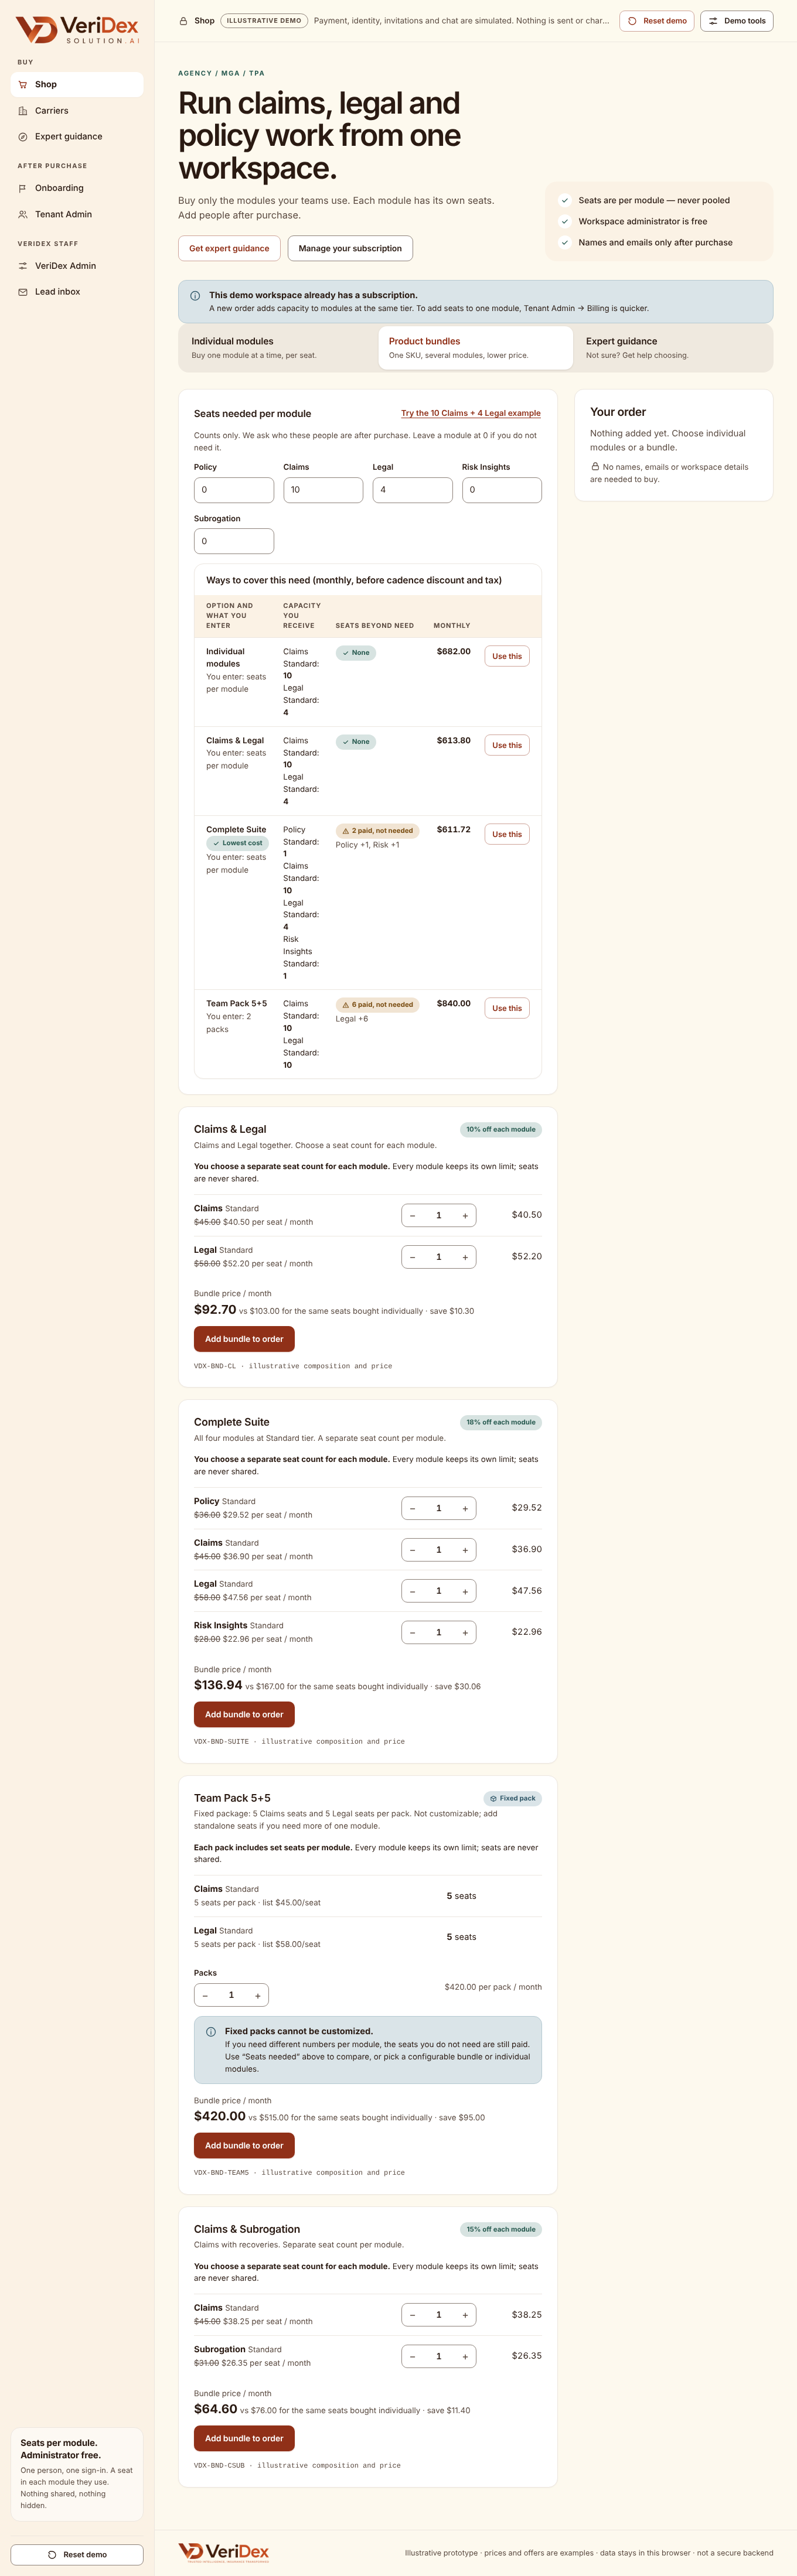 VeriDex
SOLUTION.AI
BUY
Shop
Carriers
Expert guidance
AFTER PURCHASE
Onboarding
Tenant Admin
VERIDEX STAFF
VeriDex Admin
Lead inbox
Seats per module.
Administrator free.
One person, one sign-in. A seat
in each module they use.
Nothing shared, nothing
hidden.
Reset demo
Shop
ILLUSTRATIVE DEMO
Payment, identity, invitations and chat are simulated. Nothing is sent or char...
Reset demo
Demo tools
AGENCY / MGA / TPA
Run claims, legal and
policy work from one
workspace.
Buy only the modules your teams use. Each module has its own seats.
Add people after purchase.
Get expert guidance
Manage your subscription
Seats are per module — never pooled
Workspace administrator is free
Names and emails only after purchase
This demo workspace already has a subscription.
A new order adds capacity to modules at the same tier. To add seats to one module, Tenant Admin → Billing is quicker.
Individual modules
Buy one module at a time, per seat.
Product bundles
One SKU, several modules, lower price.
Expert guidance
Not sure? Get help choosing.
Seats needed per module
Try the 10 Claims + 4 Legal example
Counts only. We ask who these people are after purchase. Leave a module at 0 if you do not
need it.
Policy
Claims
Legal
Risk Insights
0
10
4
0
Subrogation
0
Ways to cover this need (monthly, before cadence discount and tax)
OPTION AND
WHAT YOU
ENTER
CAPACITY
YOU
RECEIVE
SEATS BEYOND NEED
MONTHLY
Individual
modules
You enter: seats
per module
Claims
Standard:
10
Legal
Standard:
4
None
$682.00
Use this
Claims & Legal
You enter: seats
per module
Claims
Standard:
10
Legal
Standard:
4
None
$613.80
Use this
Complete Suite
Lowest cost
You enter: seats
per module
Policy
Standard:
1
Claims
Standard:
10
Legal
Standard:
4
Risk
Insights
Standard:
1
2 paid, not needed
Policy +1, Risk +1
$611.72
Use this
Team Pack 5+5
You enter: 2
packs
Claims
Standard:
10
Legal
Standard:
10
6 paid, not needed
Legal +6
$840.00
Use this
Your order
Nothing added yet. Choose individual
modules or a bundle.
No names, emails or workspace details
are needed to buy.
Claims & Legal
10% off each module
Claims and Legal together. Choose a seat count for each module.
You choose a separate seat count for each module. Every module keeps its own limit; seats
are never shared.
Claims Standard
$45.00 $40.50 per seat / month
− 1 +
$40.50
Legal Standard
$58.00 $52.20 per seat / month
− 1 +
$52.20
Bundle price / month
$92.70 vs $103.00 for the same seats bought individually · save $10.30
Add bundle to order
VDX-BND-CL · illustrative composition and price
Complete Suite
18% off each module
All four modules at Standard tier. A separate seat count per module.
You choose a separate seat count for each module. Every module keeps its own limit; seats
are never shared.
Policy Standard
$36.00 $29.52 per seat / month
− 1 +
$29.52
Claims Standard
$45.00 $36.90 per seat / month
− 1 +
$36.90
Legal Standard
$58.00 $47.56 per seat / month
− 1 +
$47.56
Risk Insights Standard
$28.00 $22.96 per seat / month
− 1 +
$22.96
Bundle price / month
$136.94 vs $167.00 for the same seats bought individually · save $30.06
Add bundle to order
VDX-BND-SUITE · illustrative composition and price
Team Pack 5+5
Fixed pack
Fixed package: 5 Claims seats and 5 Legal seats per pack. Not customizable; add
standalone seats if you need more of one module.
Each pack includes set seats per module. Every module keeps its own limit; seats are never
shared.
Claims Standard
5 seats per pack · list $45.00/seat
5 seats
Legal Standard
5 seats per pack · list $58.00/seat
5 seats
Packs
− 1 +
$420.00 per pack / month
Fixed packs cannot be customized.
If you need different numbers per module, the seats you do not need are still paid.
Use “Seats needed” above to compare, or pick a configurable bundle or individual
modules.
Bundle price / month
$420.00 vs $515.00 for the same seats bought individually · save $95.00
Add bundle to order
VDX-BND-TEAM5 · illustrative composition and price
Claims & Subrogation
15% off each module
Claims with recoveries. Separate seat count per module.
You choose a separate seat count for each module. Every module keeps its own limit; seats
are never shared.
Claims Standard
$45.00 $38.25 per seat / month
− 1 +
$38.25
Subrogation Standard
$31.00 $26.35 per seat / month
− 1 +
$26.35
Bundle price / month
$64.60 vs $76.00 for the same seats bought individually · save $11.40
Add bundle to order
VDX-BND-CSUB · illustrative composition and price
VeriDex
Illustrative prototype · prices and offers are examples · data stays in this browser · not a secure backend